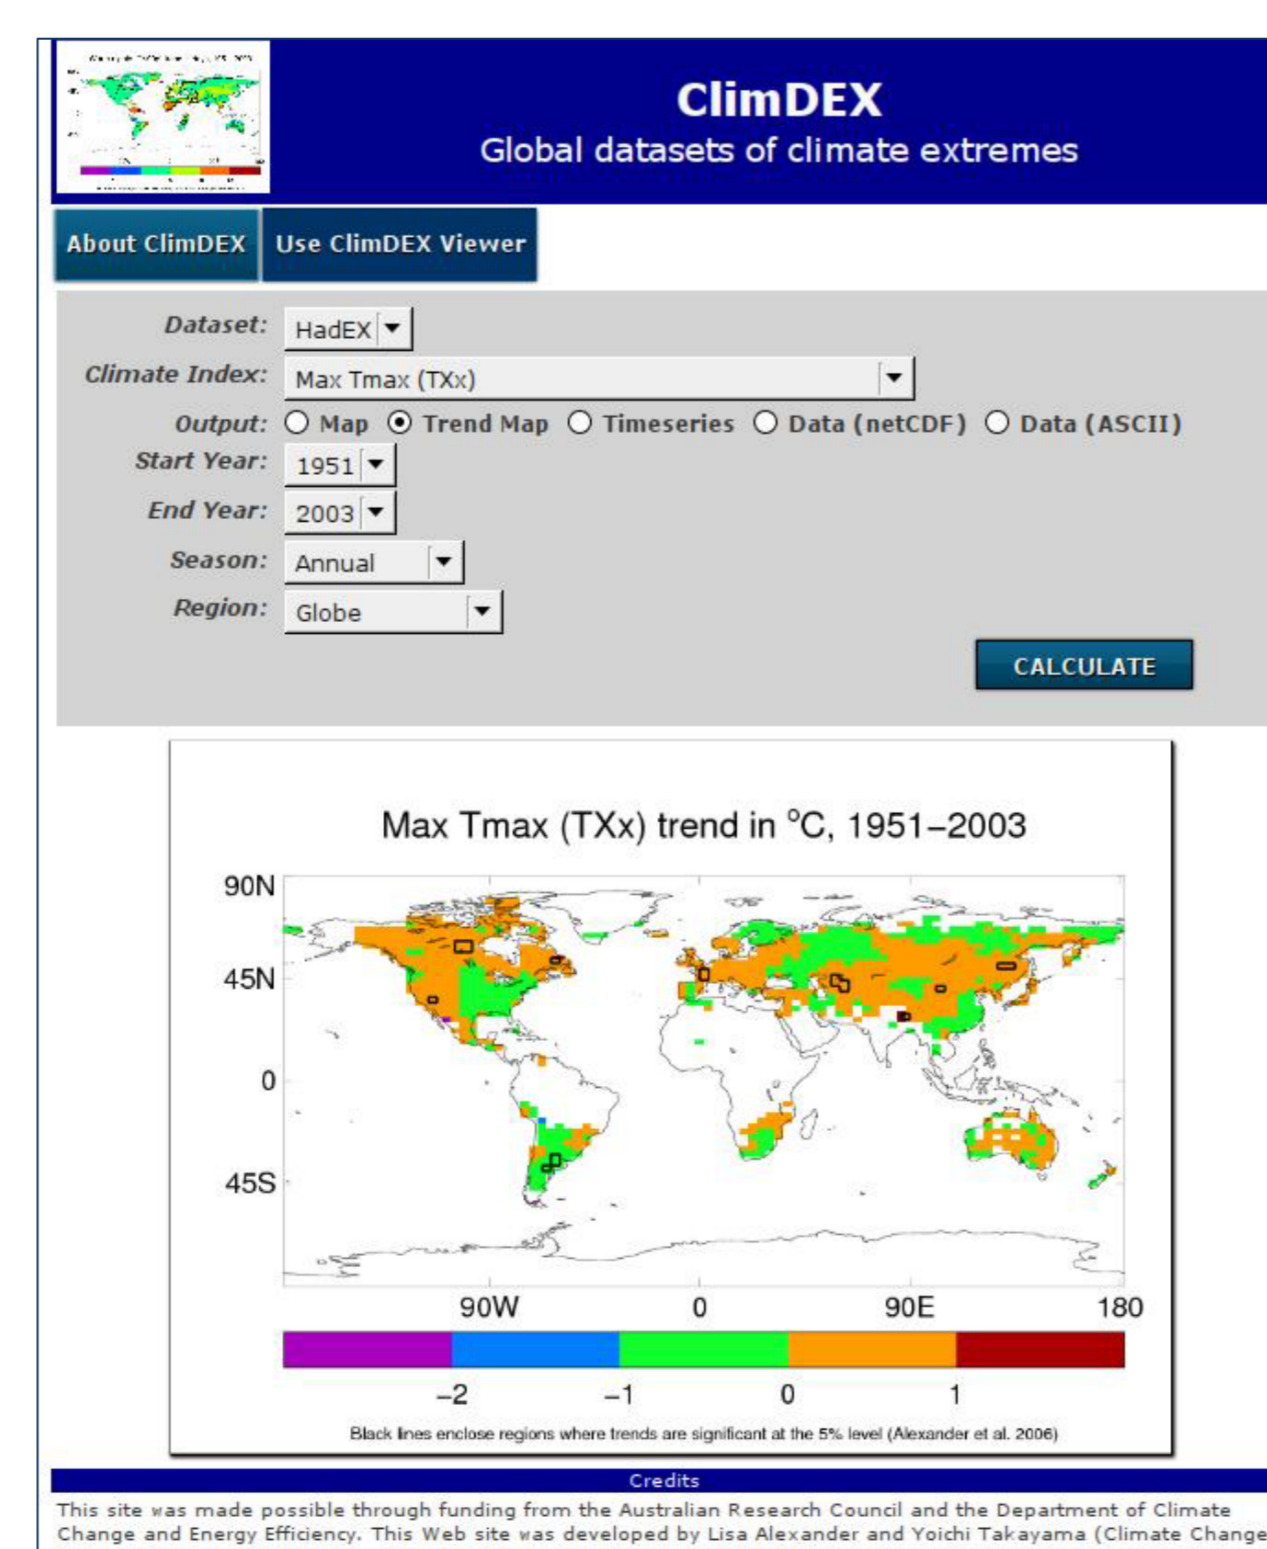 ClimDEX
Global datasets of climate extremes
About ClimDEX Use ClimDEX Viewer
Dataset: HadEX
Climate Index: Max Tmax (TXx)
Output: Map Trend Map Timeseries Data (netCDF) Data (ASCII)
Start Year: 1951
End Year: 2003
Season: Annual
Region: Globe
CALCULATE
Max Tmax (TXx) trend in °C, 1951–2003
90N
45N
0
45S
90W 0 90E 180
−2 −1 0 1
Black lines enclose regions where trends are significant at the 5% level (Alexander et al. 2006)
Credits
This site was made possible through funding from the Australian Research Council and the Department of Climate
Change and Energy Efficiency. This Web site was developed by Lisa Alexander and Yoichi Takayama (Climate Change